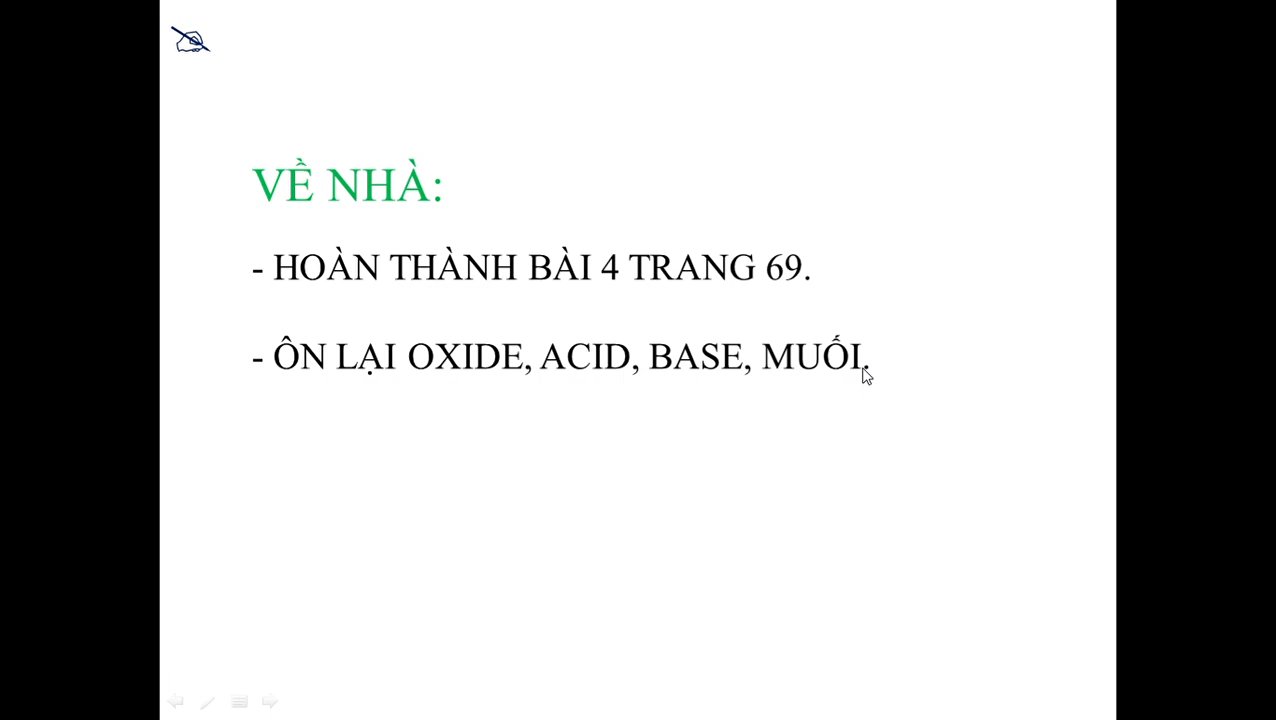 VỀ NHÀ:
- HOÀN THÀNH BÀI 4 TRANG 69.
- ÔN LẠI OXIDE, ACID, BASE, MUỐI.